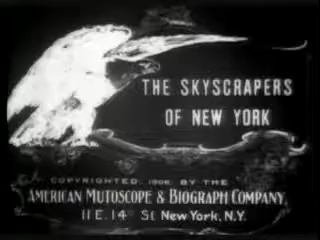 THE SKYSCRAPERS
OF NEW YORK
COPYRIGHTED, 1906, BY THE
AMERICAN MUTOSCOPE & BIOGRAPH COMPANY,
11 E. 14th St New York, N.Y.